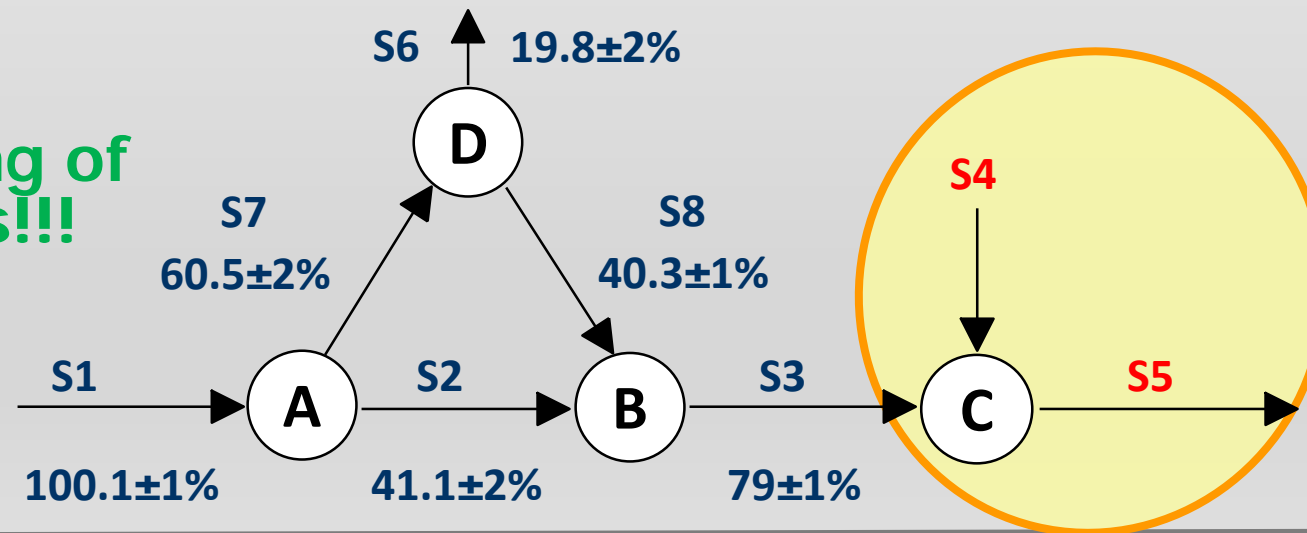 S6 19.8±2%
D
of
S4
S7 S8
60.5±2% 40.3±1%
S1 S2 S3 S5
A B C
100.1±1% 41.1±2% 79±1%